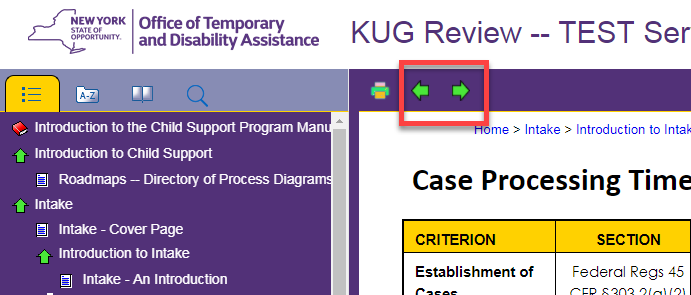 NEW YORK
STATE OF
OPPORTUNITY.
Office of Temporary
and Disability Assistance
KUG Review -- TEST Ser
A-Z
Introduction to the Child Support Program Manu
Introduction to Child Support
Roadmaps -- Directory of Process Diagrams
Intake
Intake - Cover Page
Introduction to Intake
Intake - An Introduction
Home > Intake > Introduction to Intak
Case Processing Time
CRITERION SECTION
Establishment of Federal Regs 45
Cases CFR §303.2(a)(2)